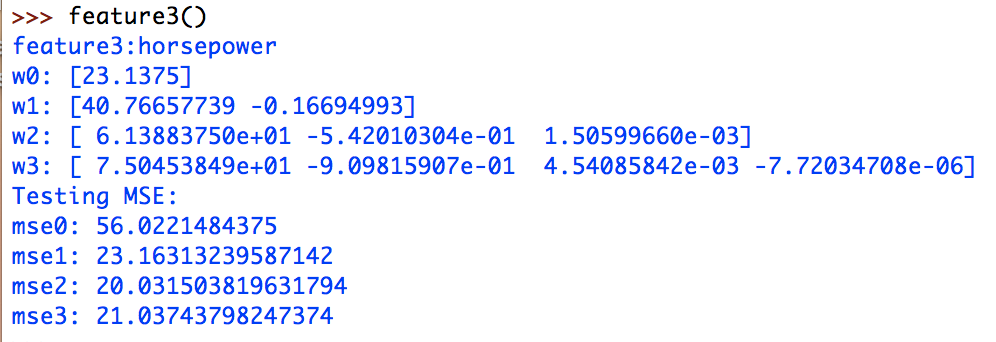 >>> feature3()
feature3:horsepower
w0: [23.1375]
w1: [40.76657739 -0.16694993]
w2: [ 6.13883750e+01 -5.42010304e-01  1.50599660e-03]
w3: [ 7.50453849e+01 -9.09815907e-01  4.54085842e-03 -7.72034708e-06]
Testing MSE:
mse0: 56.0221484375
mse1: 23.16313239587142
mse2: 20.031503819631794
mse3: 21.03743798247374